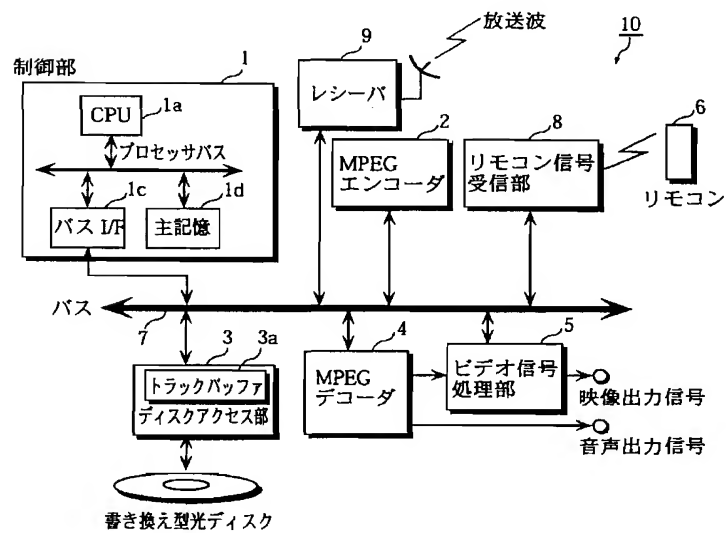 放送波
10
制御部
1
9
レシーバ
CPU
1a
プロセッサバス
2
MPEG
エンコーダ
8
リモコン信号
受信部
6
リモコン
1c
バス I/F
1d
主記憶
バス
7
3
3a
トラックバッファ
ディスクアクセス部
4
MPEG
デコーダ
5
ビデオ信号
処理部
映像出力信号
音声出力信号
書き換え型光ディスク